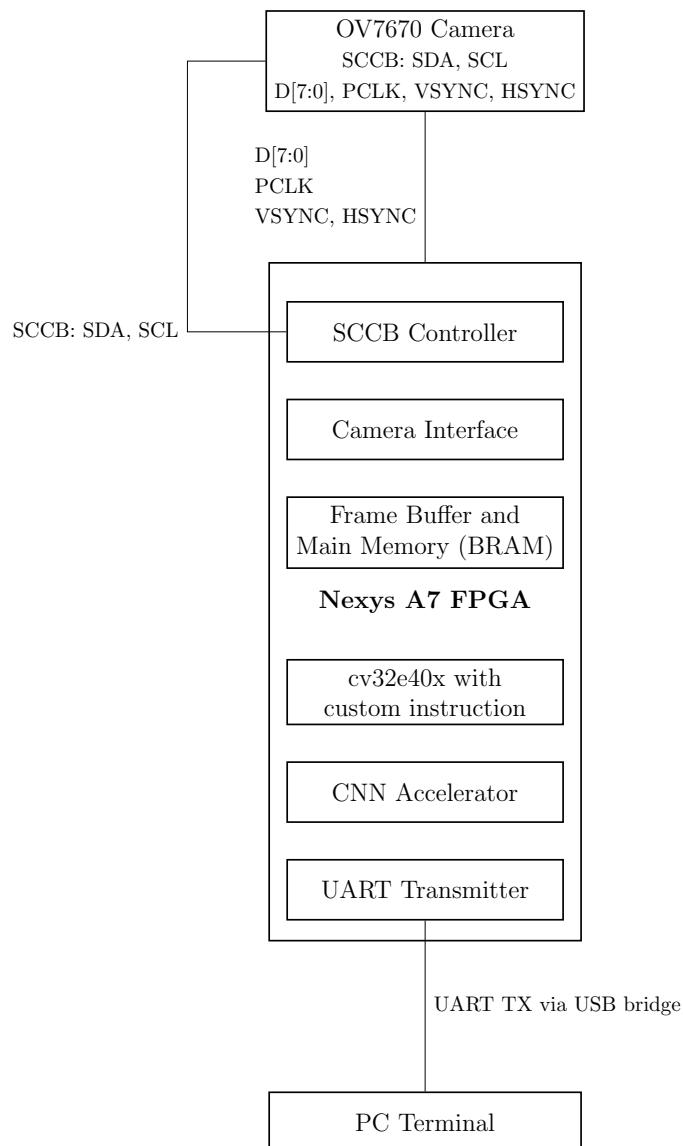 OV7670 Camera
SCCB: SDA, SCL
D[7:0], PCLK, VSYNC, HSYNC
D[7:0]
PCLK
VSYNC, HSYNC
SCCB: SDA, SCL
SCCB Controller
Camera Interface
Frame Buffer and
Main Memory (BRAM)
Nexys A7 FPGA
cv32e40x with
custom instruction
CNN Accelerator
UART Transmitter
UART TX via USB bridge
PC Terminal